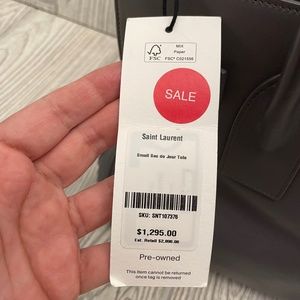 FSC
MIX
Paper
FSC® C021556
SALE
Saint Laurent
Small Sac de Jour Tote
SKU: SNT107376
$1,295.00
Est. Retail $2,890.00
Pre-owned
This item cannot be returned
once tag is removed